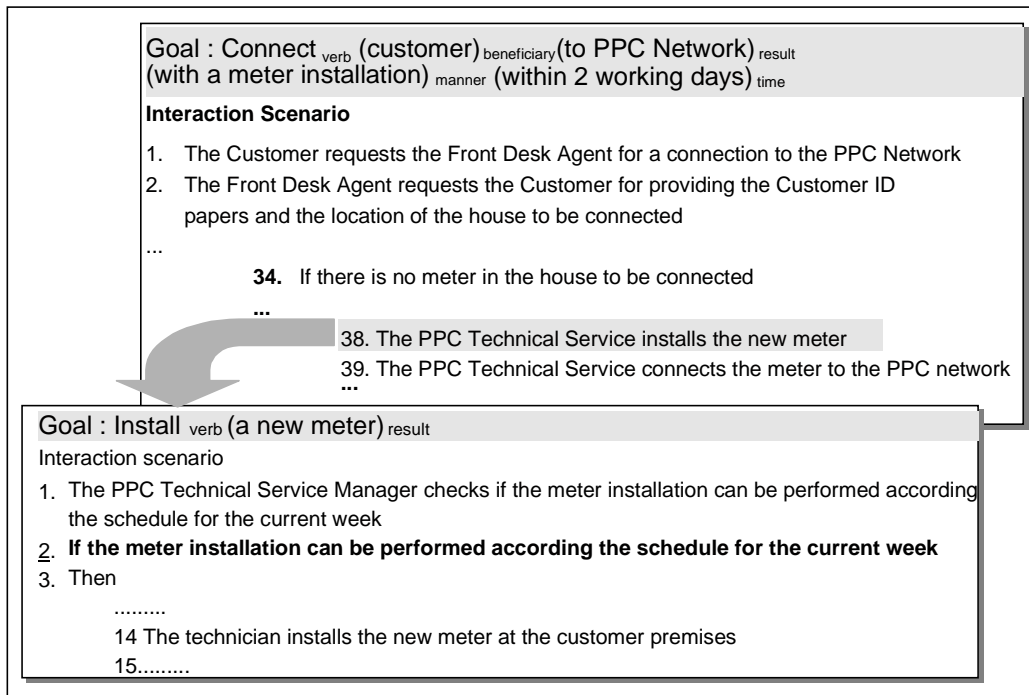 Goal : Connect verb (customer) beneficiary (to PPC Network) result
(with a meter installation) manner (within 2 working days) time
Interaction Scenario
1. The Customer requests the Front Desk Agent for a connection to the PPC Network
2. The Front Desk Agent requests the Customer for providing the Customer ID
papers and the location of the house to be connected
...
34. If there is no meter in the house to be connected
...
38. The PPC Technical Service installs the new meter
39. The PPC Technical Service connects the meter to the PPC network
...
Goal : Install verb (a new meter) result
Interaction scenario
1. The PPC Technical Service Manager checks if the meter installation can be performed according
the schedule for the current week
2. If the meter installation can be performed according the schedule for the current week
3. Then
.........
14 The technician installs the new meter at the customer premises
15.........